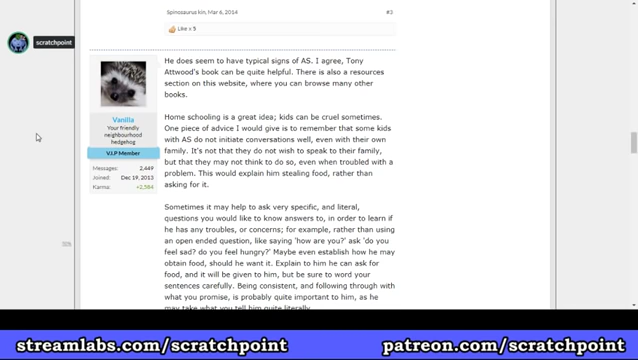 Spinosaurus kin, Mar 6, 2014
#3
Like x 5
scratchpoint
He does seem to have typical signs of AS. I agree, Tony
Attwood's book can be quite helpful. There is also a resources
section on this website, where you can browse many other
books.
Vanilla
Your friendly
neighbourhood
hedgehog
V.I.P Member
Messages: 2,449
Joined: Dec 19, 2013
Karma: +2,584
Home schooling is a great idea; kids can be cruel sometimes.
One piece of advice I would give is to remember that some kids
with AS do not initiate conversations well, even with their own
family. It's not that they do not wish to speak to their family,
but that they may not think to do so, even when troubled with a
problem. This would explain him stealing food, rather than
asking for it.
Sometimes it may help to ask very specific, and literal,
questions you would like to know answers to, in order to learn if
he has any troubles, or concerns; for example, rather than using
an open ended question, like saying 'how are you?' ask 'do you
feel sad? do you feel hungry?' Maybe even establish how he may
obtain food, should he want it. Explain to him he can ask for
food, and it will be given to him, but be sure to word your
sentences carefully. Being consistent, and following through with
what you promise, is probably quite important to him, as he
may take what you tell him quite literally.
streamlabs.com/scratchpoint
patreon.com/scratchpoint